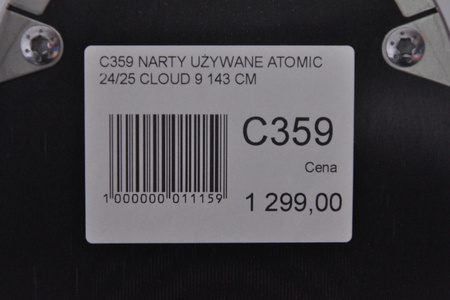 C359 NARTY UŻYWANE ATOMIC
24/25 CLOUD 9 143 CM
C359
Cena
1 000000 011159
1 299,00